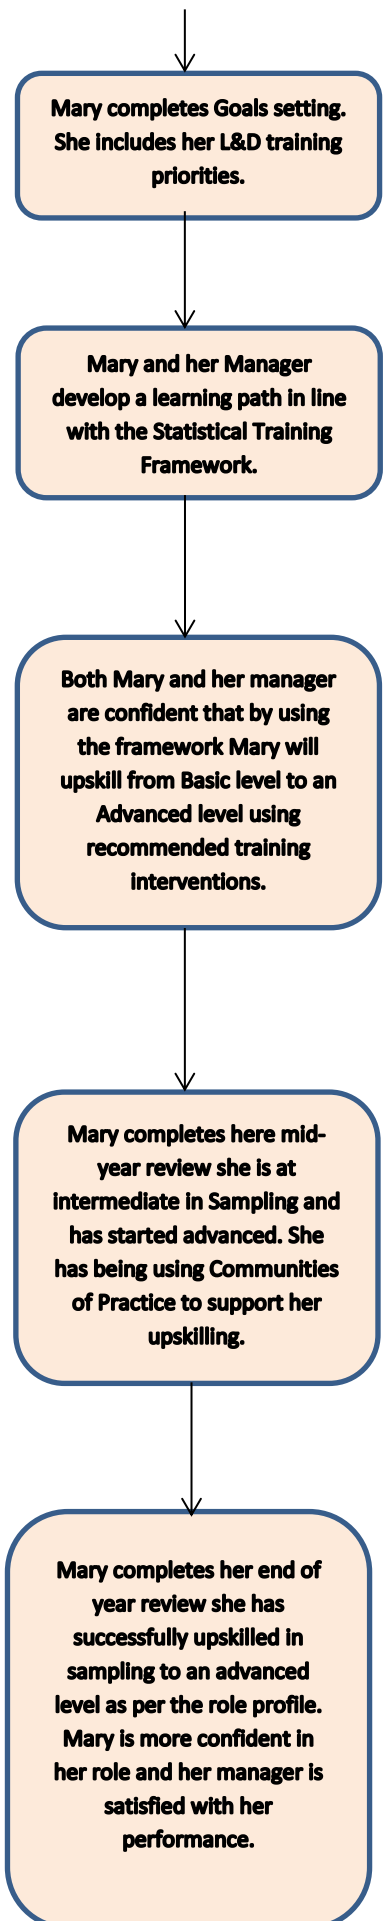 Mary completes Goals setting.
She includes her L&D training
priorities.
Mary and her Manager
develop a learning path in line
with the Statistical Training
Framework.
Both Mary and her manager
are confident that by using
the framework Mary will
upskill from Basic level to an
Advanced level using
recommended training
interventions.
Mary completes here mid-
year review she is at
intermediate in Sampling and
has started advanced. She
has being using Communities
of Practice to support her
upskilling.
Mary completes her end of
year review she has
successfully upskilled in
sampling to an advanced
level as per the role profile.
Mary is more confident in
her role and her manager is
satisfied with her
performance.